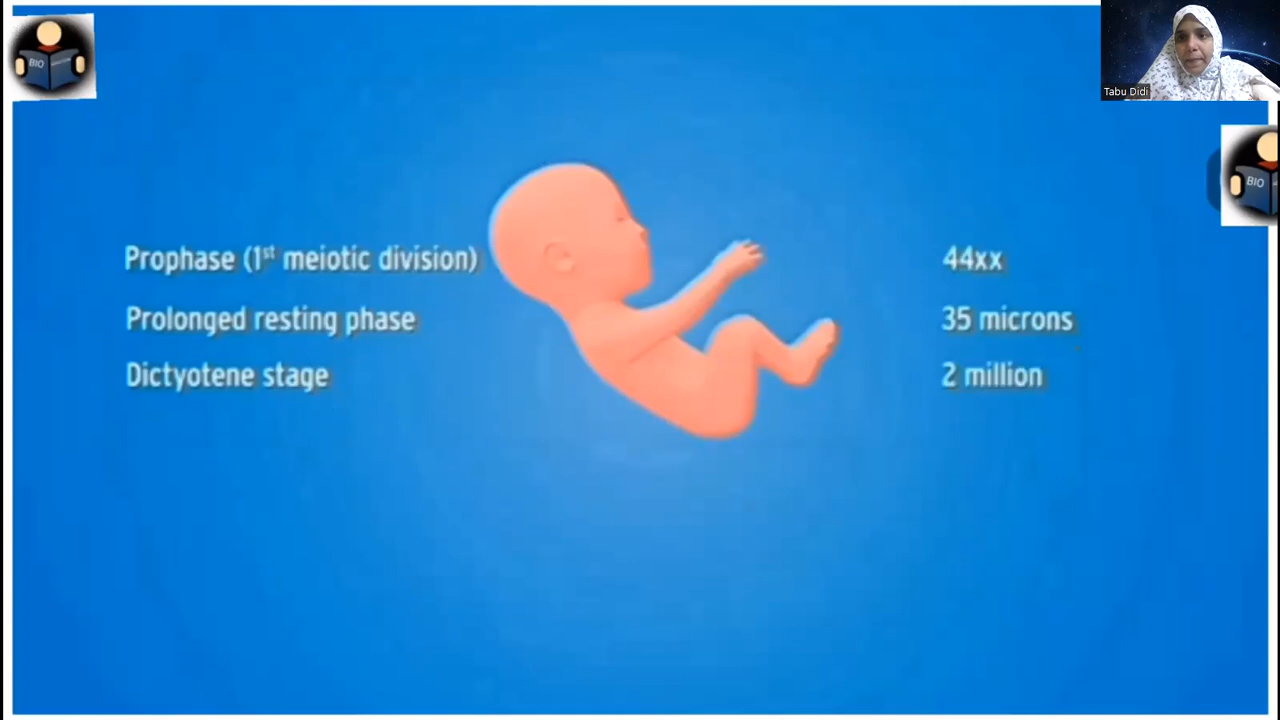 BIO
Tabu Didi
BIO
Prophase (1st meiotic division)
44xx
Prolonged resting phase
35 microns
Dictyotene stage
2 million